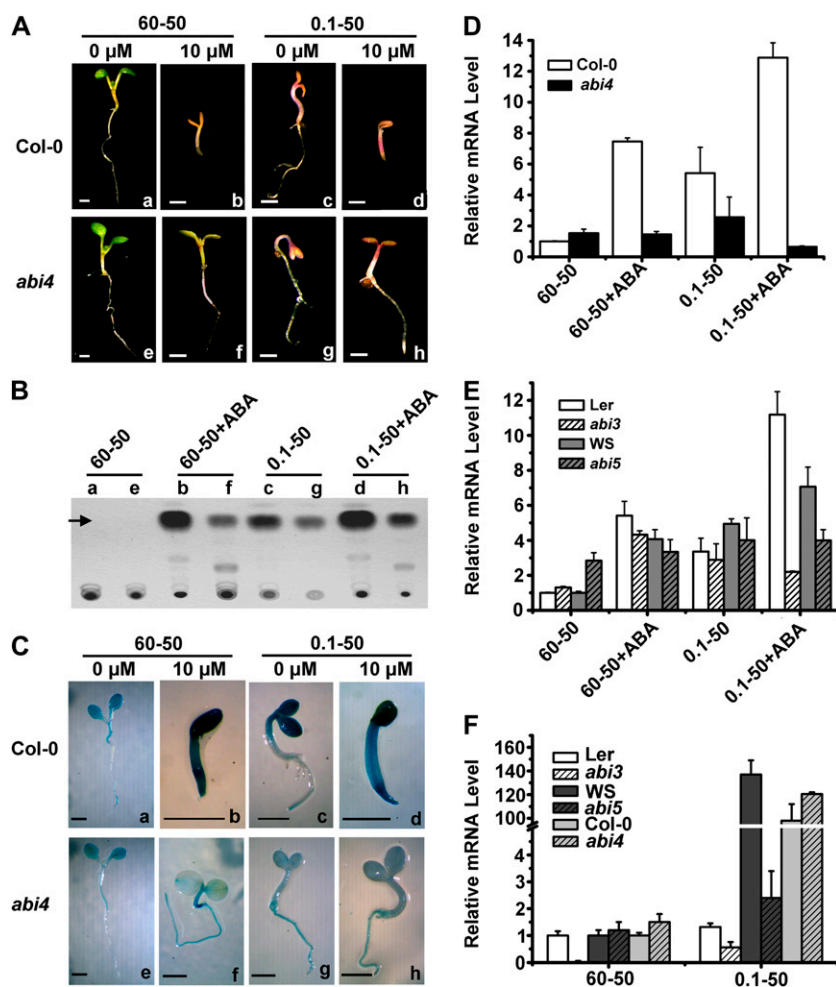 A
60-50
0.1-50
0 µM
10 µM
0 µM
10 µM
Col-0
a
b
c
d
abi4
e
f
g
h
B
60-50
60-50+ABA
0.1-50
0.1-50+ABA
a
e
b
f
c
g
d
h
C
60-50
0.1-50
0 µM
10 µM
0 µM
10 µM
Col-0
a
b
c
d
abi4
e
f
g
h
D
Relative mRNA Level
14
12
10
8
6
4
2
0
Col-0
abi4
60-50
60-50+ABA
0.1-50
0.1-50+ABA
E
Relative mRNA Level
12
10
8
6
4
2
0
Ler
abi3
WS
abi5
60-50
60-50+ABA
0.1-50
0.1-50+ABA
F
Relative mRNA Level
160
140
120
100
4
3
2
1
0
Ler
abi3
WS
abi5
Col-0
abi4
60-50
0.1-50